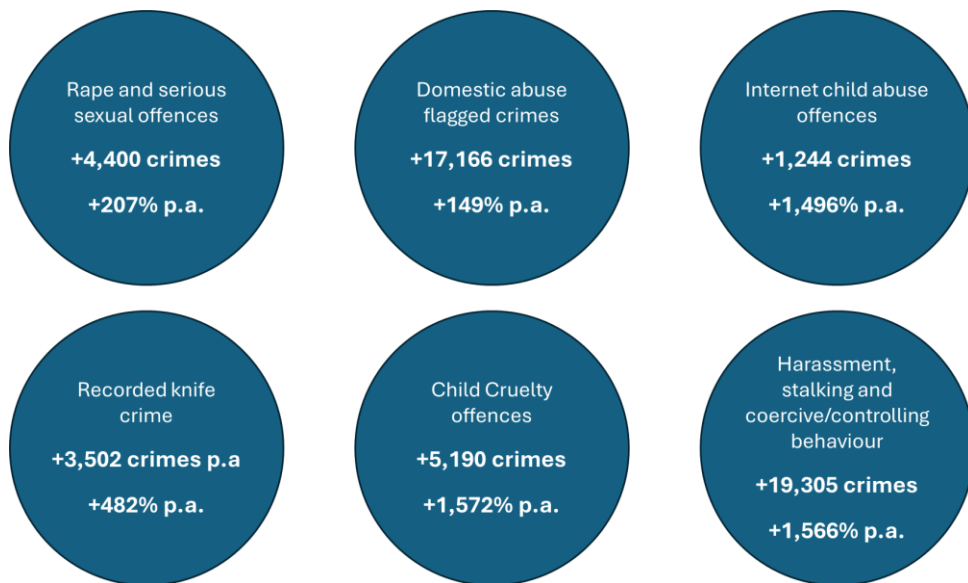 Rape and serious
sexual offences
+4,400 crimes
+207% p.a.
Domestic abuse
flagged crimes
+17,166 crimes
+149% p.a.
Internet child abuse
offences
+1,244 crimes
+1,496% p.a.
Recorded knife
crime
+3,502 crimes p.a
+482% p.a.
Child Cruelty
offences
+5,190 crimes
+1,572% p.a.
Harassment,
stalking and
coercive/controlling
behaviour
+19,305 crimes
+1,566% p.a.